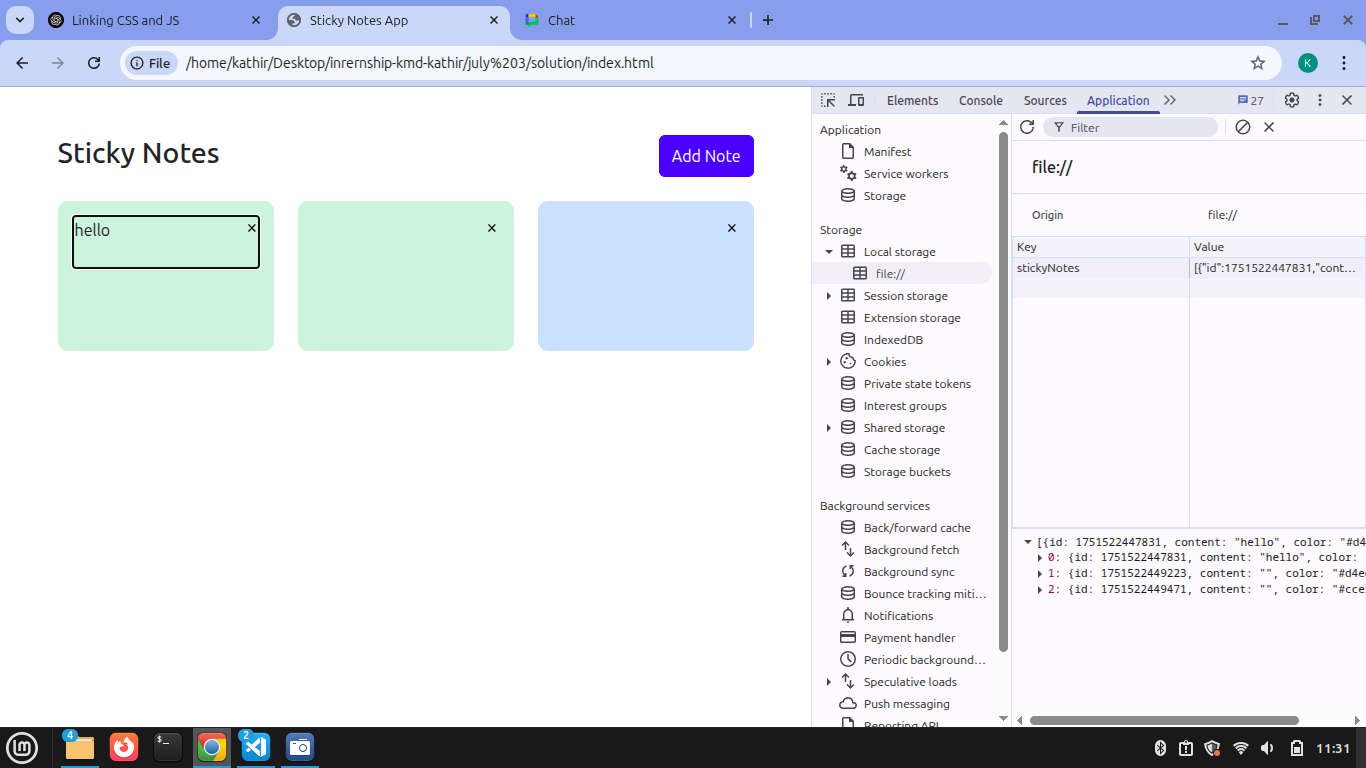 Linking CSS and JS
Sticky Notes App
Chat
File
/home/kathir/Desktop/inrernship-kmd-kathir/july%203/solution/index.html
K
Sticky Notes
Add Note
hello
×
×
×
Elements
Console
Sources
Application
27
Application
Manifest
Service workers
Storage
Storage
Local storage
file://
Session storage
Extension storage
IndexedDB
Cookies
Private state tokens
Interest groups
Shared storage
Cache storage
Storage buckets
Background services
Back/forward cache
Background fetch
Background sync
Bounce tracking miti…
Notifications
Payment handler
Periodic background…
Speculative loads
Push messaging
Reporting API
Filter
file://
Origin file://
Key Value
stickyNotes [{"id":1751522447831,"cont…
[{id: 1751522447831, content: "hello", color: "#d4
0: {id: 1751522447831, content: "hello", color:
1: {id: 1751522449223, content: "", color: "#d4e
2: {id: 1751522449471, content: "", color: "#cce
4
$_
2
11:31